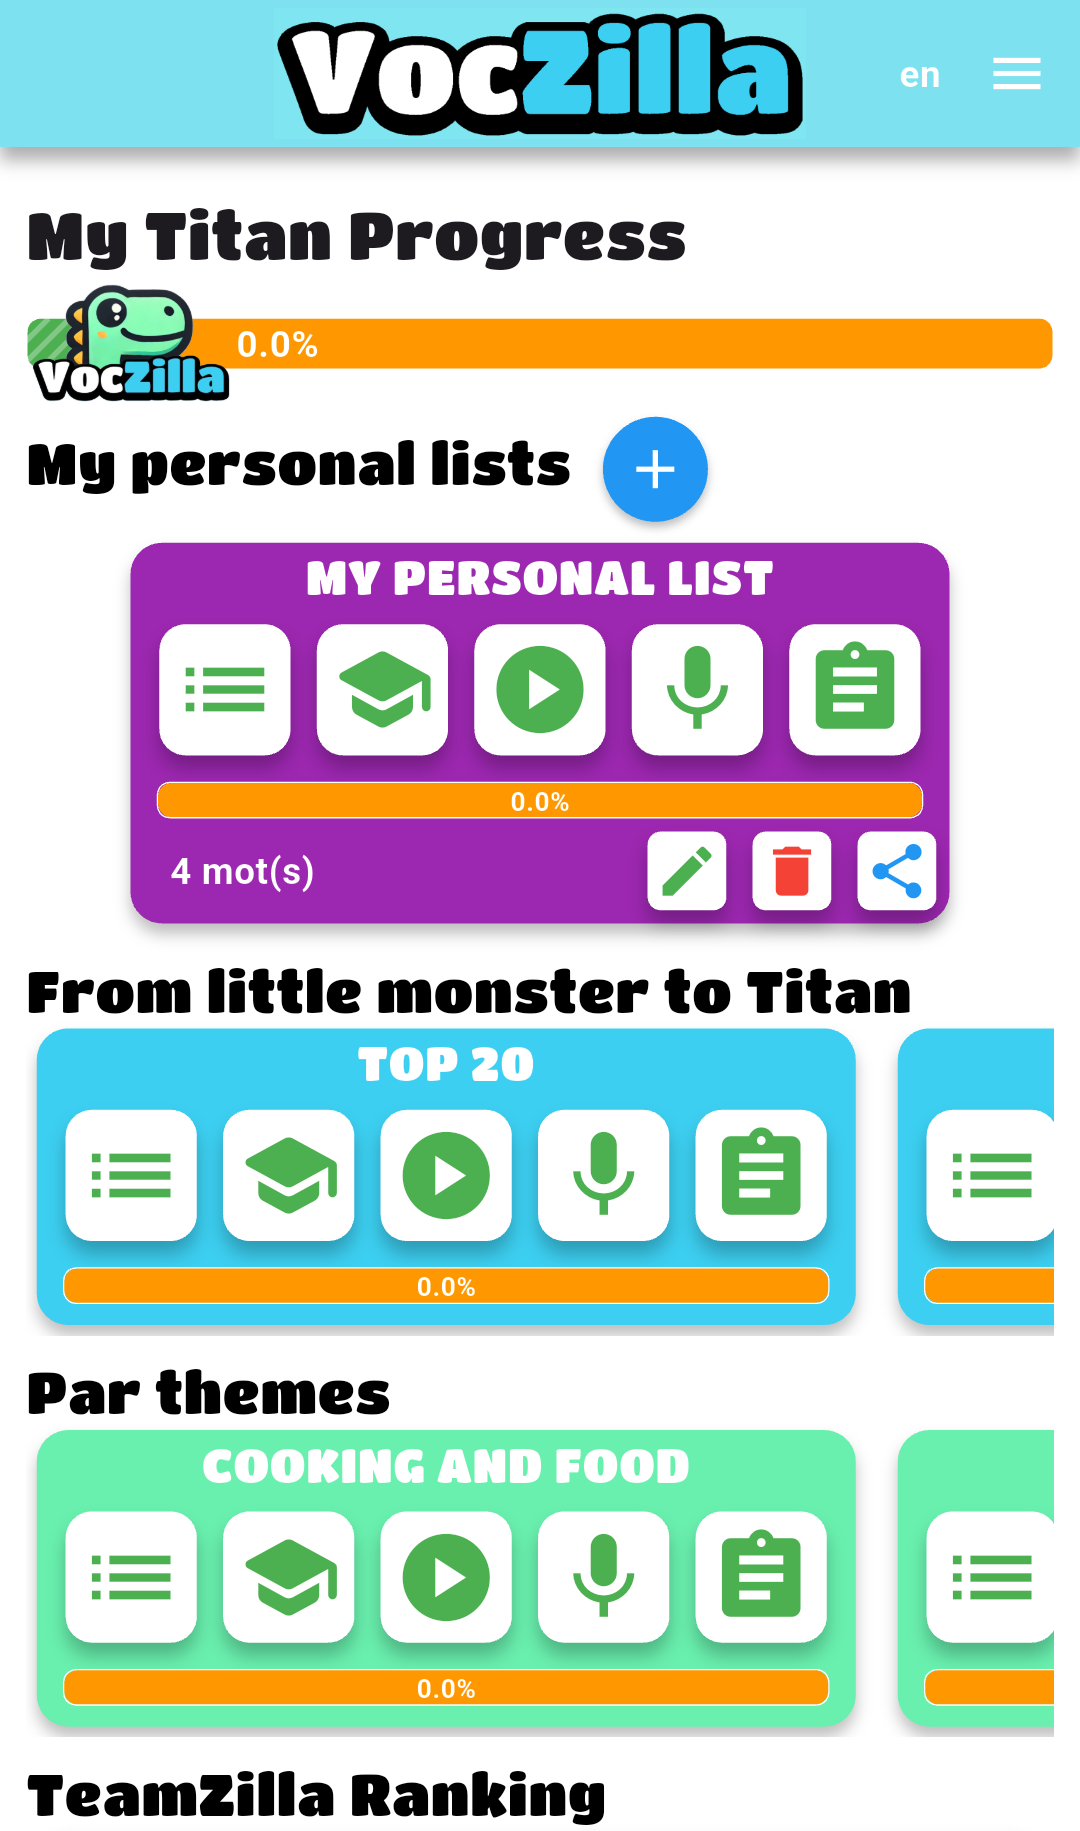 VocZilla
en
My Titan Progress
0.0%
VocZilla
My personal lists
MY PERSONAL LIST
0.0%
4 mot(s)
From little monster to Titan
TOP 20
0.0%
Par themes
COOKING AND FOOD
0.0%
TeamZilla Ranking